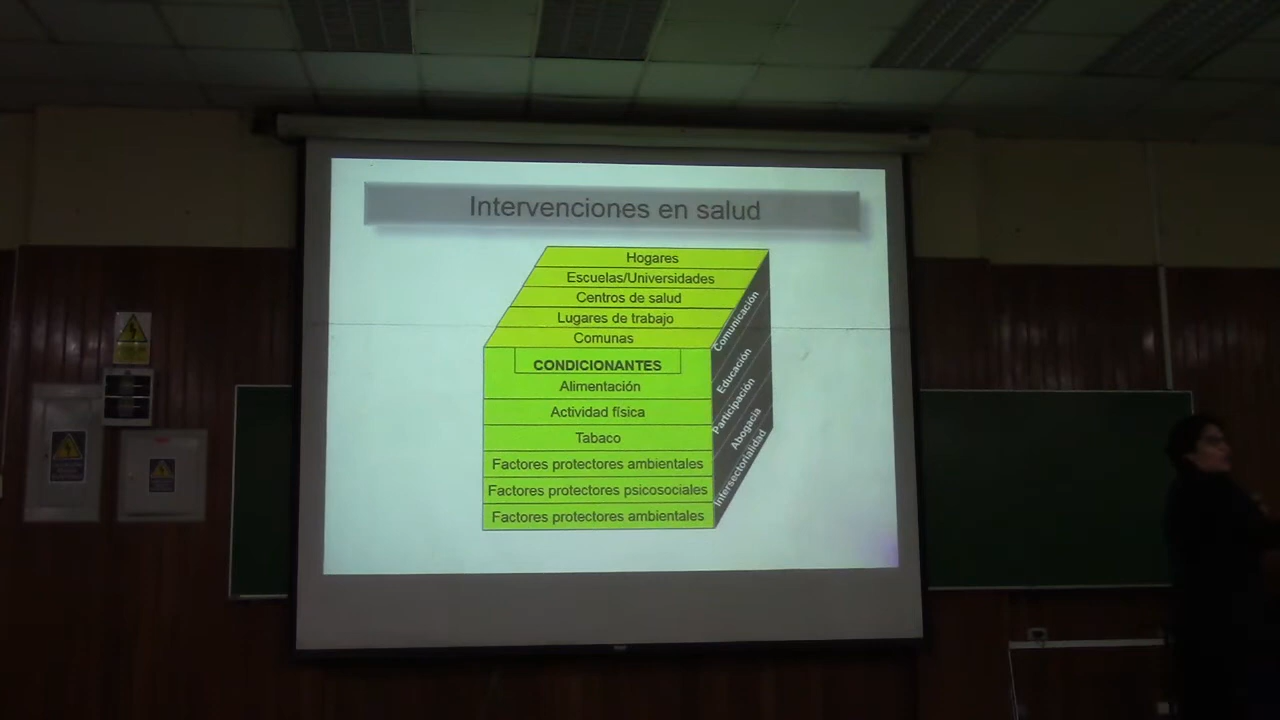 Intervenciones en salud
Hogares
Escuelas/Universidades
Centros de salud
Lugares de trabajo
Comunas
CONDICIONANTES
Alimentación
Actividad física
Tabaco
Factores protectores ambientales
Factores protectores psicosociales
Factores protectores ambientales
Comunicación
Educación
Participación
Abogacia
Intersectorialidad